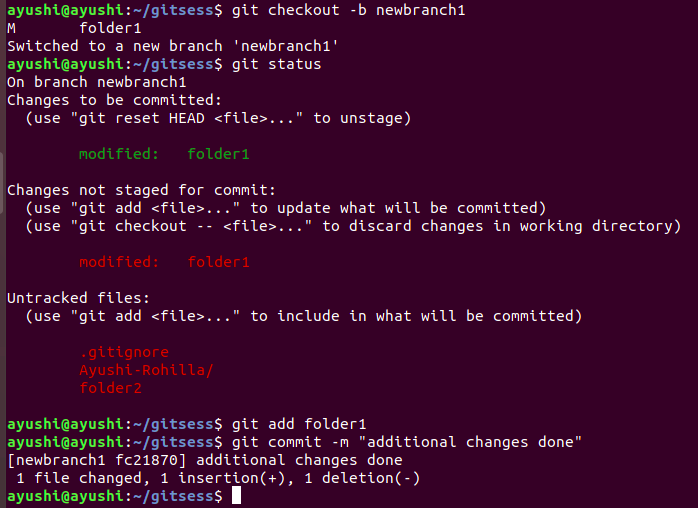 ayushi@ayushi:~/gitsess$ git checkout -b newbranch1
M       folder1
Switched to a new branch 'newbranch1'
ayushi@ayushi:~/gitsess$ git status
On branch newbranch1
Changes to be committed:
  (use "git reset HEAD <file>..." to unstage)
        modified:   folder1
Changes not staged for commit:
  (use "git add <file>..." to update what will be committed)
  (use "git checkout -- <file>..." to discard changes in working directory)
        modified:   folder1
Untracked files:
  (use "git add <file>..." to include in what will be committed)
        .gitignore
        Ayushi-Rohilla/
        folder2
ayushi@ayushi:~/gitsess$ git add folder1
ayushi@ayushi:~/gitsess$ git commit -m "additional changes done"
[newbranch1 fc21870] additional changes done
 1 file changed, 1 insertion(+), 1 deletion(-)
ayushi@ayushi:~/gitsess$